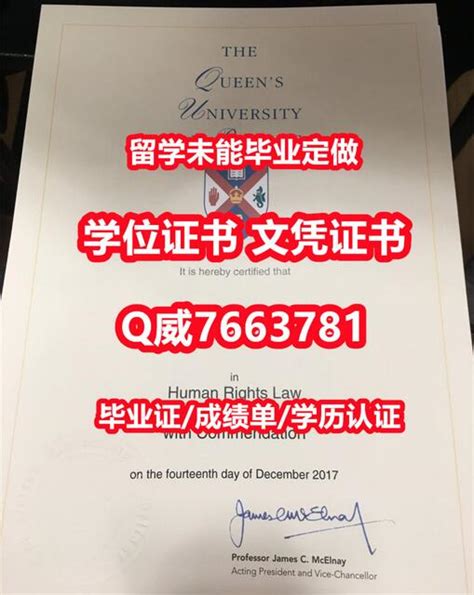 THE
QUEEN'S
UNIVERSITY
留学未能毕业定做
学位证书 文凭证书
It is hereby certified that
Q威7663781
in
Human Rights Law
毕业证/成绩单/学历认证
with Commendation
on the fourteenth day of December 2017
Professor James C. McElnay
Acting President and Vice-Chancellor